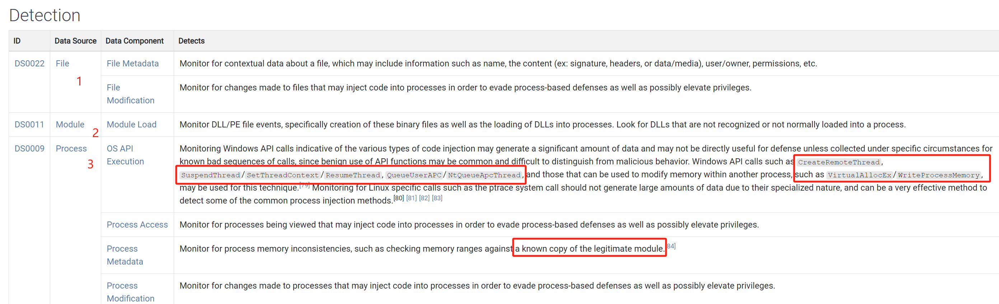 Detection
ID Data Source Data Component Detects
DS0022 File File Metadata Monitor for contextual data about a file, which may include information such as name, the content (ex: signature, headers, or data/media), user/owner, permissions, etc.
1
File Modification Monitor for changes made to files that may inject code into processes in order to evade process-based defenses as well as possibly elevate privileges.
DS0011 Module Module Load Monitor DLL/PE file events, specifically creation of these binary files as well as the loading of DLLs into processes. Look for DLLs that are not recognized or not normally loaded into a process.
2
DS0009 Process OS API Execution Monitoring Windows API calls indicative of the various types of code injection may generate a significant amount of data and may not be directly useful for defense unless collected under specific circumstances for
3
known bad sequences of calls, since benign use of API functions may be common and difficult to distinguish from malicious behavior. Windows API calls such as CreateRemoteThread,
SuspendThread/SetThreadContext/ResumeThread, QueueUserAPC/NtQueueApcThread, and those that can be used to modify memory within another process, such as VirtualAllocEx/WriteProcessMemory,
may be used for this technique.[79] Monitoring for Linux specific calls such as the ptrace system call should not generate large amounts of data due to their specialized nature, and can be a very effective method to
detect some of the common process injection methods.[80] [81] [82] [83]
Process Access Monitor for processes being viewed that may inject code into processes in order to evade process-based defenses as well as possibly elevate privileges.
Process Metadata Monitor for process memory inconsistencies, such as checking memory ranges against a known copy of the legitimate module.84]
Process Modification Monitor for changes made to processes that may inject code into processes in order to evade process-based defenses as well as possibly elevate privileges.